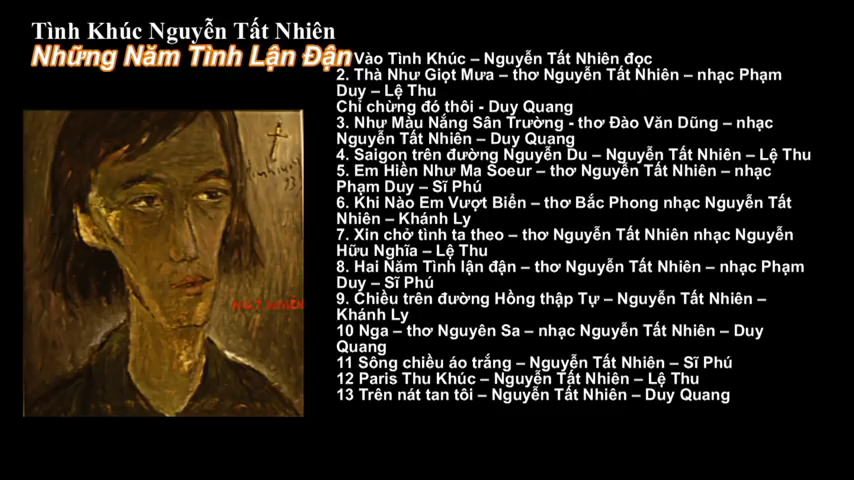 Tình Khúc Nguyễn Tất Nhiên
Những Năm Tình Lận Đận
Vào Tình Khúc – Nguyễn Tất Nhiên đọc
2. Thà Như Giọt Mưa – thơ Nguyễn Tất Nhiên – nhạc Phạm
Duy – Lệ Thu
Chỉ chừng đó thôi - Duy Quang
3. Như Màu Nắng Sân Trường - thơ Đào Văn Dũng – nhạc
Nguyễn Tất Nhiên – Duy Quang
4. Saigon trên đường Nguyễn Du – Nguyễn Tất Nhiên – Lệ Thu
5. Em Hiền Như Ma Soeur – thơ Nguyễn Tất Nhiên – nhạc
Phạm Duy – Sĩ Phú
6. Khi Nào Em Vượt Biển – thơ Bắc Phong nhạc Nguyễn Tất
Nhiên – Khánh Ly
7. Xin chở tình ta theo – thơ Nguyễn Tất Nhiên nhạc Nguyễn
Hữu Nghĩa – Lệ Thu
8. Hai Năm Tình lận đận – thơ Nguyễn Tất Nhiên – nhạc Phạm
Duy – Sĩ Phú
9. Chiều trên đường Hồng thập Tự – Nguyễn Tất Nhiên –
Khánh Ly
10 Nga – thơ Nguyên Sa – nhạc Nguyễn Tất Nhiên – Duy
Quang
11 Sông chiều áo trắng – Nguyễn Tất Nhiên – Sĩ Phú
12 Paris Thu Khúc – Nguyễn Tất Nhiên – Lệ Thu
13 Trên nát tan tôi – Nguyễn Tất Nhiên – Duy Quang